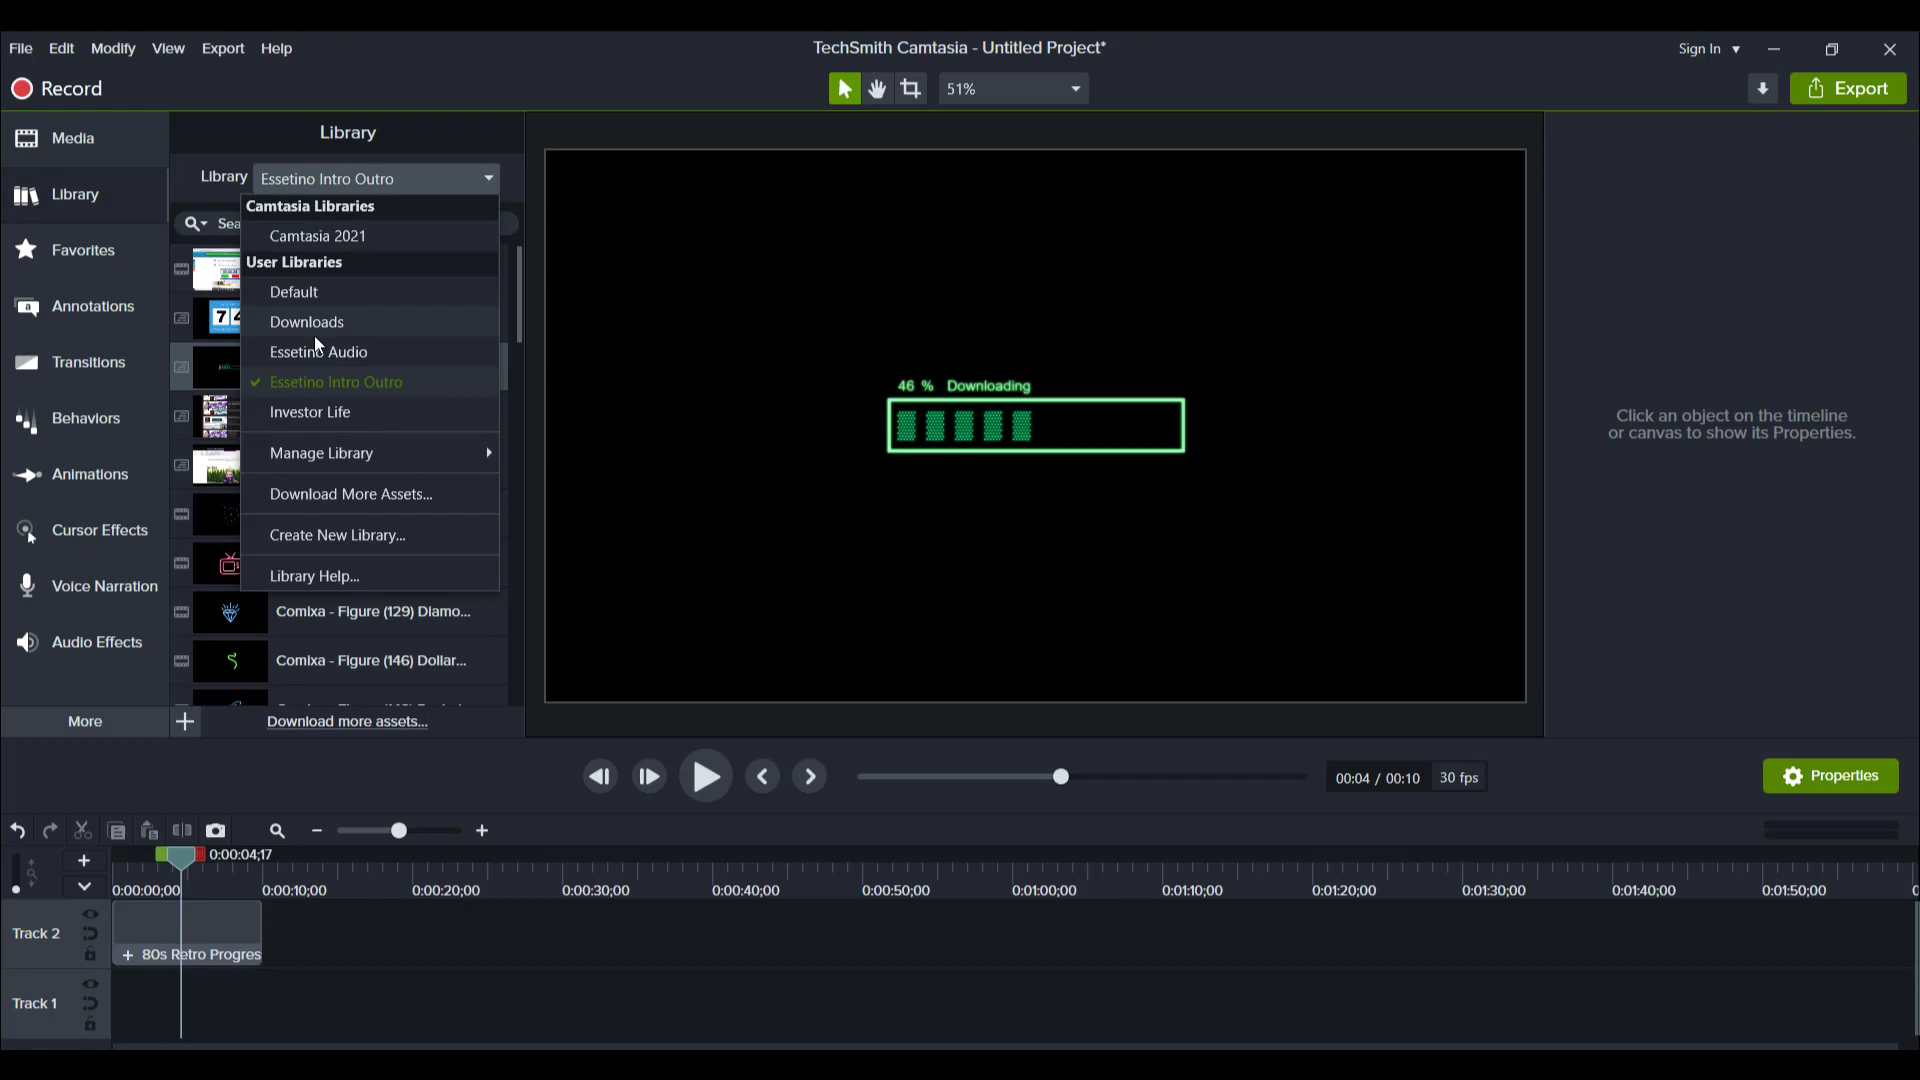 File Edit Modify View Export Help
TechSmith Camtasia - Untitled Project*
Sign In
Record
51%
Export
Media
Library
Favorites
Annotations
Transitions
Behaviors
Animations
Cursor Effects
Voice Narration
Audio Effects
More
Library
Library Essetino Intro Outro
Sea
Camtasia Libraries
Camtasia 2021
User Libraries
Default
Downloads
Essetino Audio
Essetino Intro Outro
Investor Life
Manage Library
Download More Assets...
Create New Library...
Library Help...
Comixa - Figure (129) Diamo...
Comixa - Figure (146) Dollar...
Download more assets...
46 % Downloading
Click an object on the timeline
or canvas to show its Properties.
00:04 / 00:10 30 fps
Properties
0:00:04;17
0:00:00;00 0:00:10;00 0:00:20;00 0:00:30;00 0:00:40;00 0:00:50;00 0:01:00;00 0:01:10;00 0:01:20;00 0:01:30;00 0:01:40;00 0:01:50;00
Track 2
+ 80s Retro Progres
Track 1